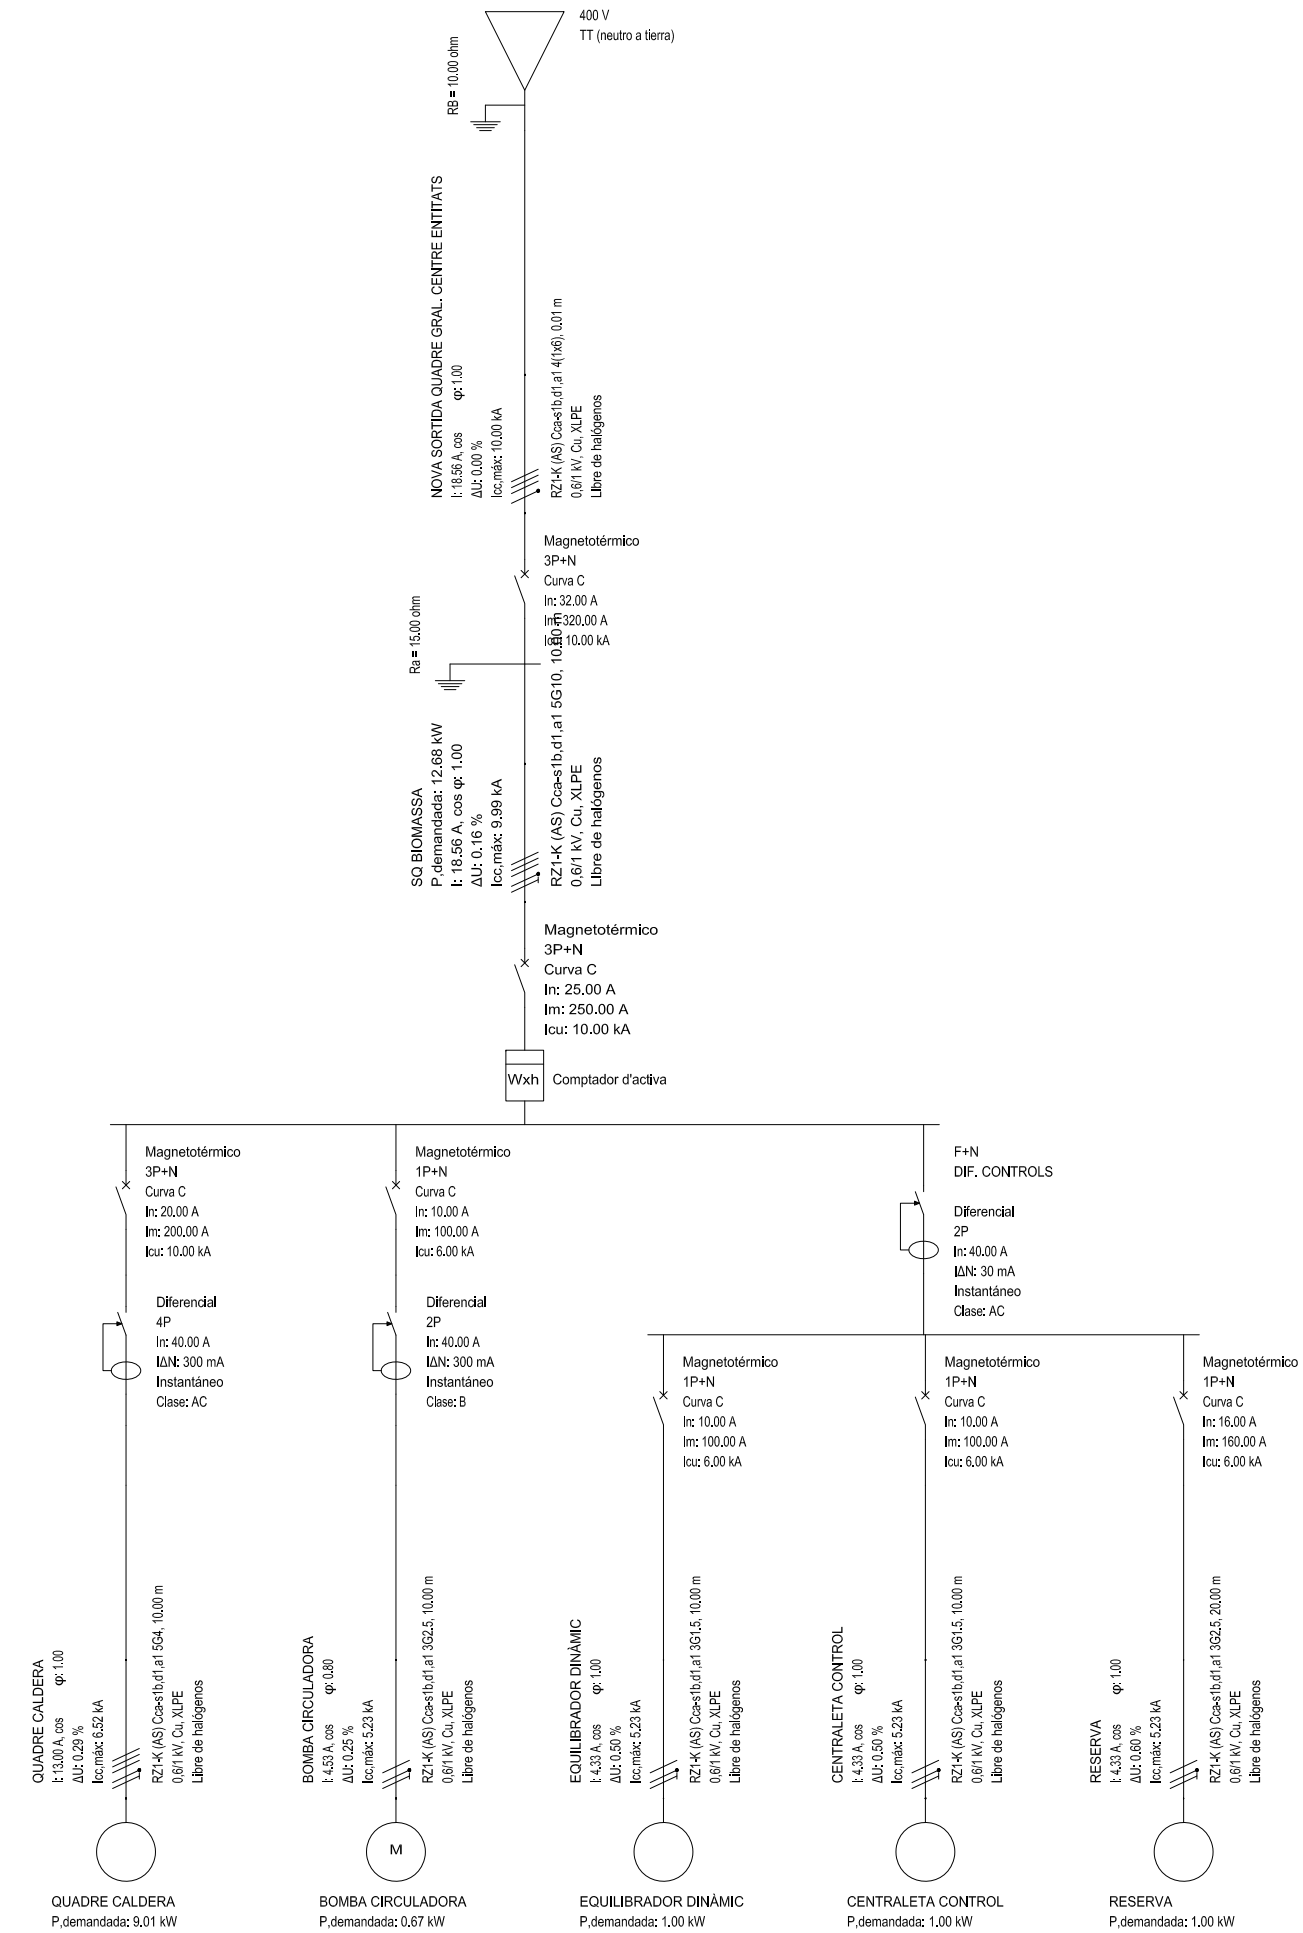 400 V
TT (neutro a tierra)
RB = 10.00 ohm
NOVA SORTIDA QUADRE GRAL. CENTRE ENTITATS
I: 18.56 A, cos φ: 1.00
ΔU: 0.00 %
Icc,máx: 10.00 kA
RZ1-K (AS) Cca-s1b,d1,a1 4(1x6), 0.01 m
0,6/1 kV, Cu, XLPE
Libre de halógenos
Magnetotérmico
3P+N
Curva C
In: 32.00 A
Im: 320.00 A
Icu: 10.00 kA
Ra = 15.00 ohm
SQ BIOMASSA
P,demandada: 12.68 kW
I: 18.56 A, cos φ: 1.00
ΔU: 0.16 %
Icc,máx: 9.99 kA
RZ1-K (AS) Cca-s1b,d1,a1 5G10, 10.00 m
0,6/1 kV, Cu, XLPE
Libre de halógenos
Magnetotérmico
3P+N
Curva C
In: 25.00 A
Im: 250.00 A
Icu: 10.00 kA
Wxh
Comptador d'activa
Magnetotérmico
3P+N
Curva C
In: 20.00 A
Im: 200.00 A
Icu: 10.00 kA
Diferencial
4P
In: 40.00 A
IΔN: 300 mA
Instantáneo
Clase: AC
QUADRE CALDERA
I: 13.00 A, cos φ: 1.00
ΔU: 0.29 %
Icc,máx: 6.52 kA
RZ1-K (AS) Cca-s1b,d1,a1 5G4, 10.00 m
0,6/1 kV, Cu, XLPE
Libre de halógenos
QUADRE CALDERA
P,demandada: 9.01 kW
Magnetotérmico
1P+N
Curva C
In: 10.00 A
Im: 100.00 A
Icu: 6.00 kA
Diferencial
2P
In: 40.00 A
IΔN: 300 mA
Instantáneo
Clase: B
BOMBA CIRCULADORA
I: 4.53 A, cos φ: 0.80
ΔU: 0.25 %
Icc,máx: 5.23 kA
RZ1-K (AS) Cca-s1b,d1,a1 3G2.5, 10.00 m
0,6/1 kV, Cu, XLPE
Libre de halógenos
M
BOMBA CIRCULADORA
P,demandada: 0.67 kW
F+N
DIF. CONTROLS
Diferencial
2P
In: 40.00 A
IΔN: 30 mA
Instantáneo
Clase: AC
Magnetotérmico
1P+N
Curva C
In: 10.00 A
Im: 100.00 A
Icu: 6.00 kA
EQUILIBRADOR DINÀMIC
I: 4.33 A, cos φ: 1.00
ΔU: 0.50 %
Icc,máx: 5.23 kA
RZ1-K (AS) Cca-s1b,d1,a1 3G1.5, 10.00 m
0,6/1 kV, Cu, XLPE
Libre de halógenos
EQUILIBRADOR DINÀMIC
P,demandada: 1.00 kW
Magnetotérmico
1P+N
Curva C
In: 10.00 A
Im: 100.00 A
Icu: 6.00 kA
CENTRALETA CONTROL
I: 4.33 A, cos φ: 1.00
ΔU: 0.50 %
Icc,máx: 5.23 kA
RZ1-K (AS) Cca-s1b,d1,a1 3G1.5, 10.00 m
0,6/1 kV, Cu, XLPE
Libre de halógenos
CENTRALETA CONTROL
P,demandada: 1.00 kW
Magnetotérmico
1P+N
Curva C
In: 16.00 A
Im: 160.00 A
Icu: 6.00 kA
RESERVA
I: 4.33 A, cos φ: 1.00
ΔU: 0.60 %
Icc,máx: 5.23 kA
RZ1-K (AS) Cca-s1b,d1,a1 3G2.5, 20.00 m
0,6/1 kV, Cu, XLPE
Libre de halógenos
RESERVA
P,demandada: 1.00 kW